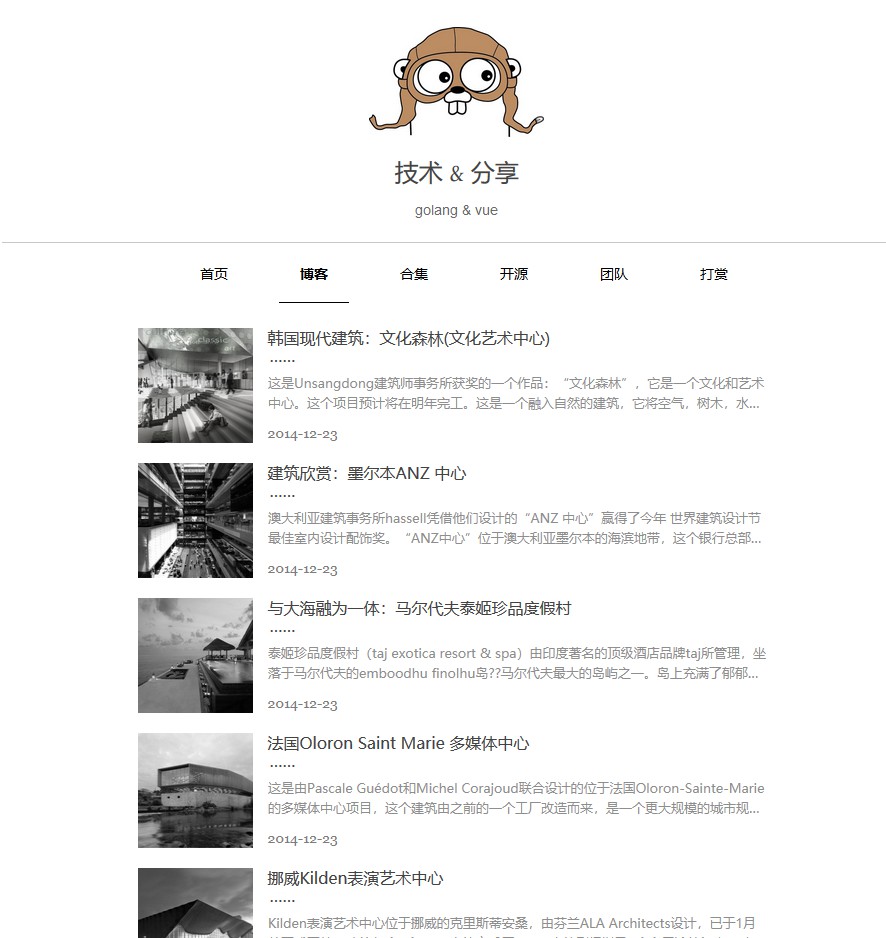 技术 & 分享
golang & vue
首页 博客 合集 开源 团队 打赏
韩国现代建筑：文化森林(文化艺术中心)
......
这是Unsangdong建筑师事务所获奖的一个作品：“文化森林”，它是一个文化和艺术
中心。这个项目预计将在明年完工。这是一个融入自然的建筑，它将空气，树木，水...
2014-12-23
建筑欣赏：墨尔本ANZ 中心
......
澳大利亚建筑事务所hassell凭借他们设计的“ANZ 中心”赢得了今年 世界建筑设计节
最佳室内设计配饰奖。“ANZ中心”位于澳大利亚墨尔本的海滨地带，这个银行总部...
2014-12-23
与大海融为一体：马尔代夫泰姬珍品度假村
......
泰姬珍品度假村（taj exotica resort & spa）由印度著名的顶级酒店品牌taj所管理，坐
落于马尔代夫的emboodhu finolhu岛??马尔代夫最大的岛屿之一。岛上充满了郁郁...
2014-12-23
法国Oloron Saint Marie 多媒体中心
......
这是由Pascale Guédot和Michel Corajoud联合设计的位于法国Oloron-Sainte-Marie
的多媒体中心项目，这个建筑由之前的一个工厂改造而来，是一个更大规模的城市规...
2014-12-23
挪威Kilden表演艺术中心
......
Kilden表演艺术中心位于挪威的克里斯蒂安桑，由芬兰ALA Architects设计，已于1月